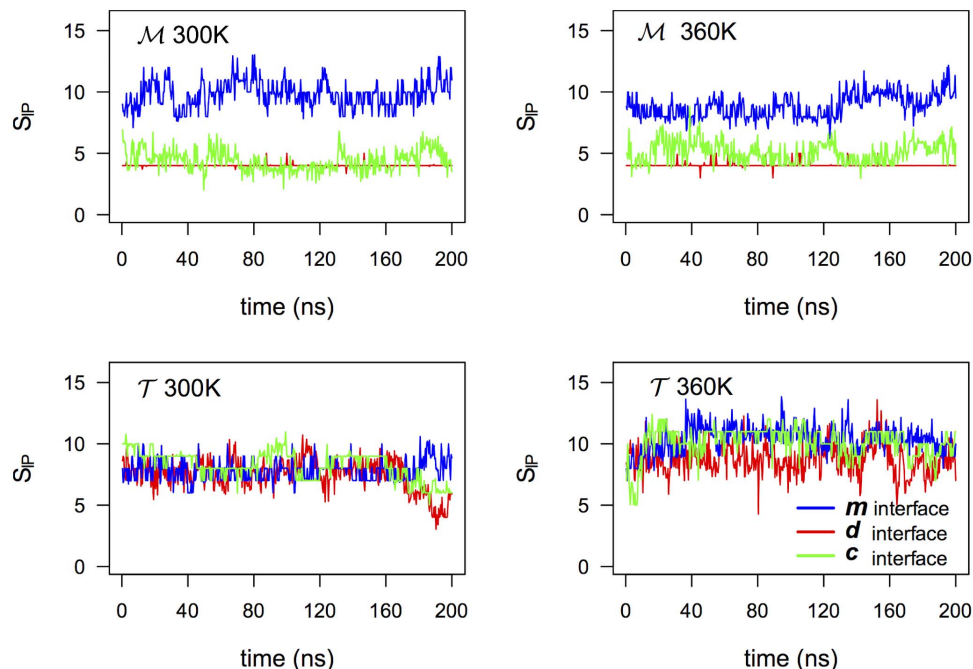 ℳ 300K
15
10
5
0
S_IP
0 40 80 120 160 200
time (ns)
ℳ 360K
15
10
5
0
S_IP
0 40 80 120 160 200
time (ns)
𝒯 300K
15
10
5
0
S_IP
0 40 80 120 160 200
time (ns)
𝒯 360K
15
10
5
0
S_IP
m interface
d interface
c interface
0 40 80 120 160 200
time (ns)